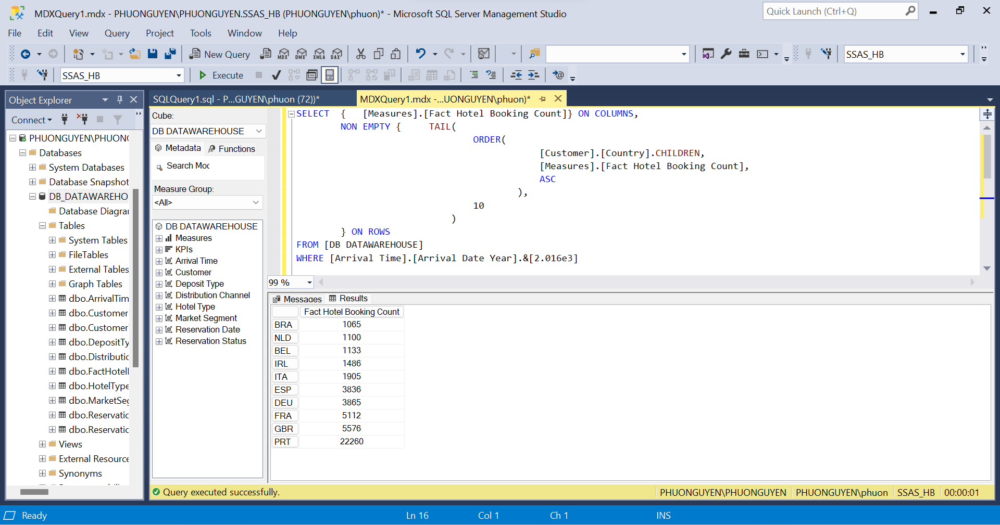 MDXQuery1.mdx - PHUONGUYEN\PHUONGUYEN.SSAS_HB (PHUONGUYEN\phuon)* - Microsoft SQL Server Management Studio
Quick Launch (Ctrl+Q)
File Edit View Query Project Tools Window Help
New Query MDX DMX XMLA DAX SSAS_HB
SSAS_HB Execute
Object Explorer
Connect
PHUONGUYEN\PHUONG
Databases
System Databases
Database Snapshot
DB_DATAWAREHO
Database Diagra
Tables
System Tables
FileTables
External Tables
Graph Tables
dbo.ArrivalTim
dbo.Customer
dbo.Customer
dbo.DepositTy
dbo.Distributic
dbo.FactHotel
dbo.HotelType
dbo.MarketSeg
dbo.Reservatic
dbo.Reservatic
Views
External Resource
Synonyms
SQLQuery1.sql - P...GUYEN\phuon (72))*
MDXQuery1.mdx -...UONGUYEN\phuon)*
Cube:
DB DATAWAREHOUSE
Metadata Functions
Search Moc
Measure Group:
<All>
DB DATAWAREHOUSE
Measures
KPIs
Arrival Time
Customer
Deposit Type
Distribution Channel
Hotel Type
Market Segment
Reservation Date
Reservation Status
SELECT { [Measures].[Fact Hotel Booking Count]} ON COLUMNS,
NON EMPTY { TAIL(
ORDER(
[Customer].[Country].CHILDREN,
[Measures].[Fact Hotel Booking Count],
ASC
),
10
)
} ON ROWS
FROM [DB DATAWAREHOUSE]
WHERE [Arrival Time].[Arrival Date Year].&[2.016e3]
99 %
Messages Results
Fact Hotel Booking Count
BRA 1065
NLD 1100
BEL 1133
IRL 1486
ITA 1905
ESP 3836
DEU 3865
FRA 5112
GBR 5576
PRT 22260
Query executed successfully.
PHUONGUYEN\PHUONGUYEN PHUONGUYEN\phuon SSAS_HB 00:00:01
Ready Ln 16 Col 1 Ch 1 INS